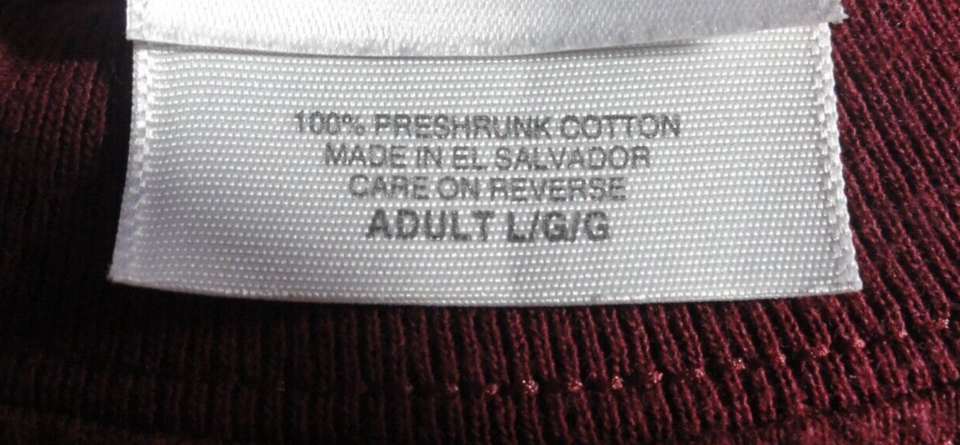 100% PRESHRUNK COTTON
MADE IN EL SALVADOR
CARE ON REVERSE
ADULT L/G/G